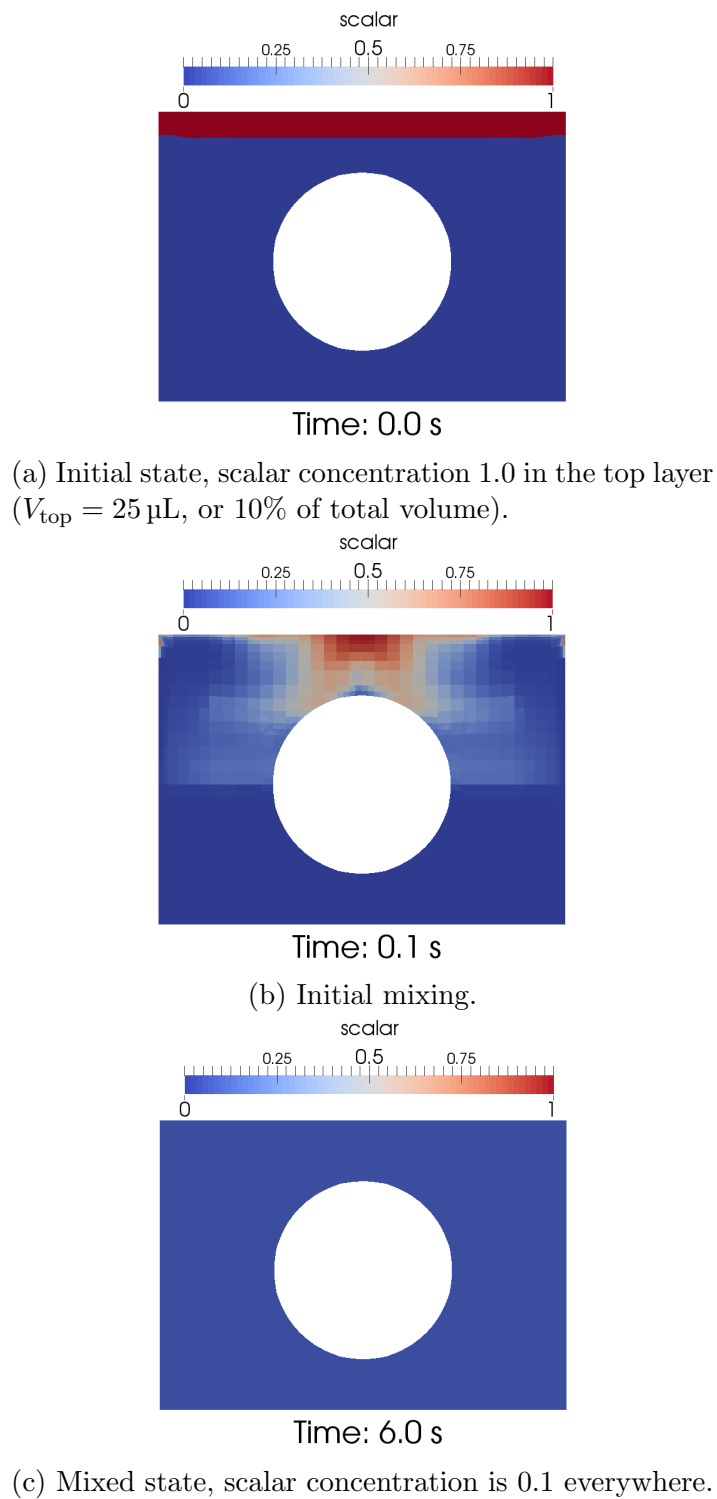 scalar
0.25 0.5 0.75
0 1
Time: 0.0 s
(a) Initial state, scalar concentration 1.0 in the top layer
(V_top = 25 µL, or 10% of total volume).
scalar
0.25 0.5 0.75
0 1
Time: 0.1 s
(b) Initial mixing.
scalar
0.25 0.5 0.75
0 1
Time: 6.0 s
(c) Mixed state, scalar concentration is 0.1 everywhere.